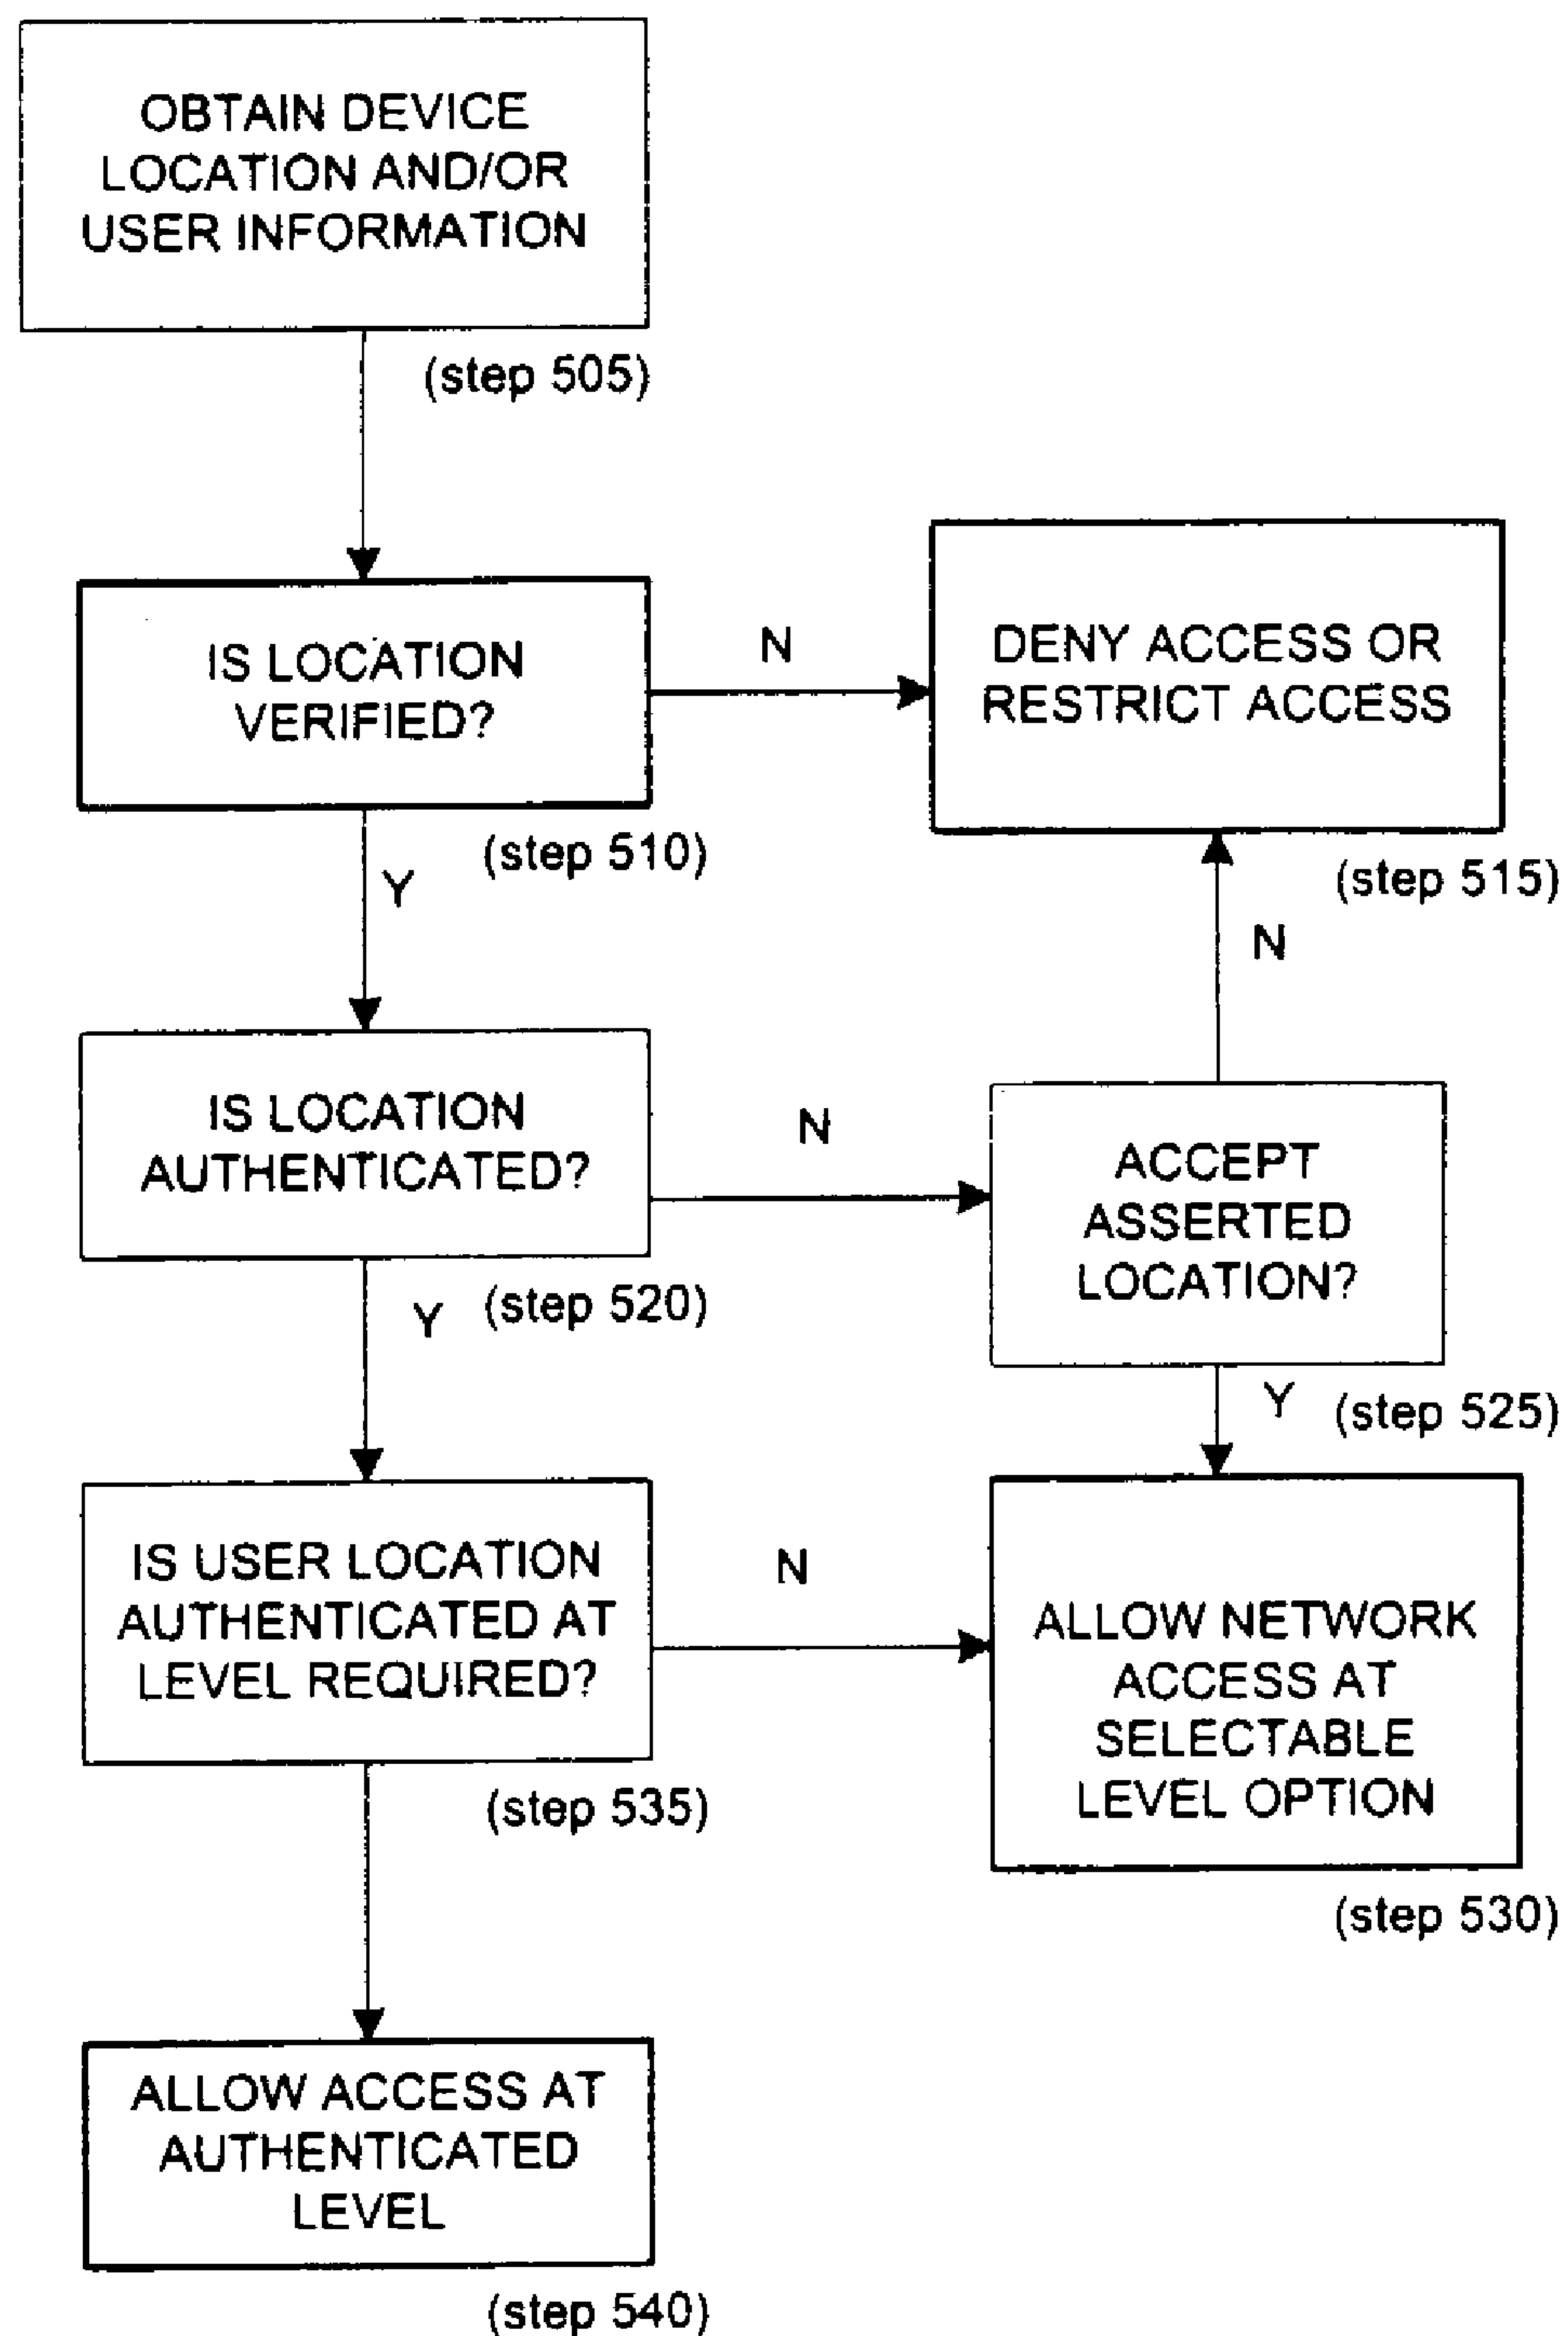 OBTAIN DEVICE
LOCATION AND/OR
USER INFORMATION
(step 505)
IS LOCATION
VERIFIED?
(step 510)
N
DENY ACCESS OR
RESTRICT ACCESS
(step 515)
Y
N
IS LOCATION
AUTHENTICATED?
(step 520)
N
ACCEPT
ASSERTED
LOCATION?
(step 525)
Y
Y
IS USER LOCATION
AUTHENTICATED AT
LEVEL REQUIRED?
(step 535)
N
ALLOW NETWORK
ACCESS AT
SELECTABLE
LEVEL OPTION
(step 530)
ALLOW ACCESS AT
AUTHENTICATED
LEVEL
(step 540)